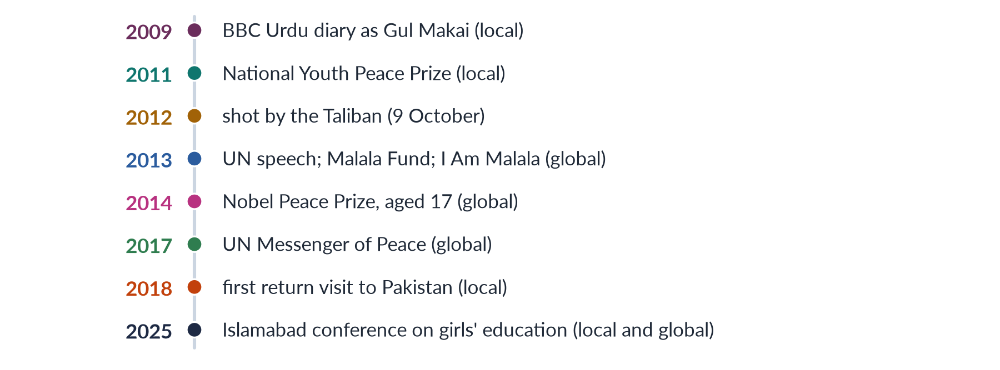 2009 BBC Urdu diary as Gul Makai (local)
2011 National Youth Peace Prize (local)
2012 shot by the Taliban (9 October)
2013 UN speech; Malala Fund; I Am Malala (global)
2014 Nobel Peace Prize, aged 17 (global)
2017 UN Messenger of Peace (global)
2018 first return visit to Pakistan (local)
2025 Islamabad conference on girls' education (local and global)